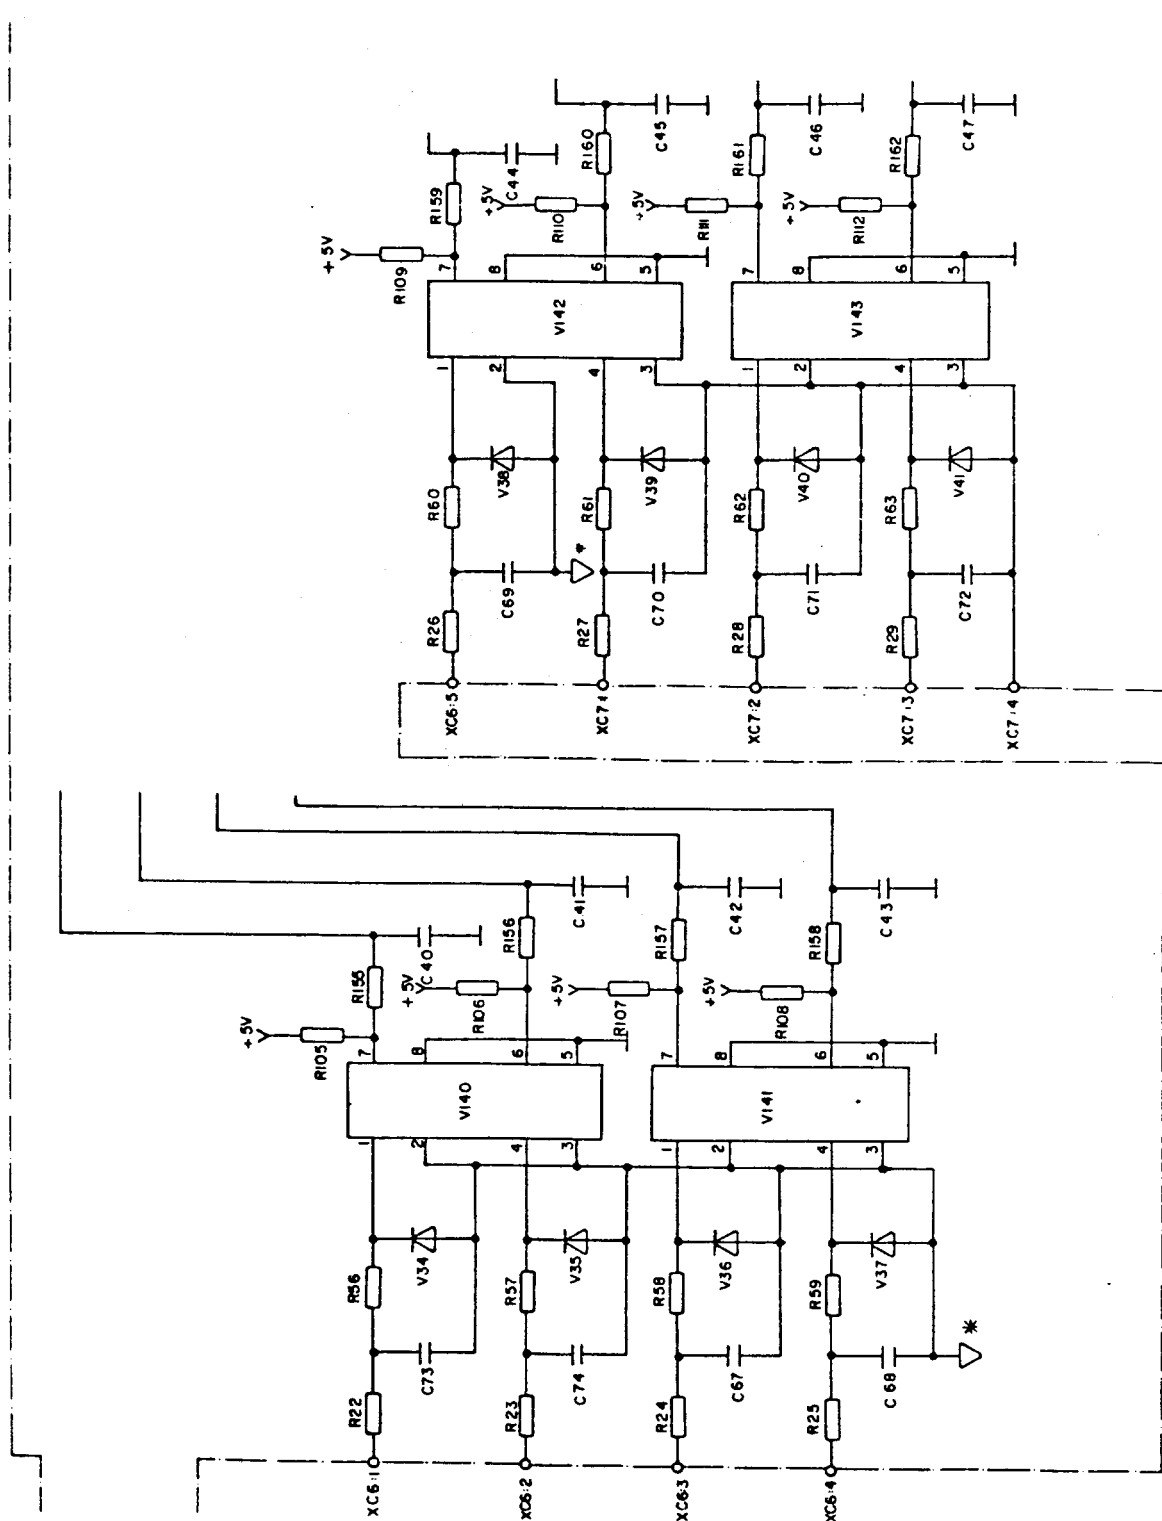 +5V
R109
R159
C44
+5V
R110
R160
C45
+5V
R111
R161
C46
+5V
R112
R162
C47
7
8
6
5
V142
1
2
4
3
7
8
6
5
V143
1
2
4
3
R60
V38
R61
V39
R62
V40
R63
V41
R26
C69
R27
C70
R28
C71
R29
C72
XC6:5
XC7:1
XC7:2
XC7:3
XC7:4
+5V
R105
R155
C40
+5V
R106
R156
C41
+5V
R107
R157
C42
+5V
R108
R158
C43
7
8
6
5
V140
1
2
4
3
7
8
6
5
V141
1
2
4
3
R56
V34
R57
V35
R58
V36
R59
V37
R22
C73
R23
C74
R24
C67
R25
C68
*
XC6:1
XC6:2
XC6:3
XC6:4